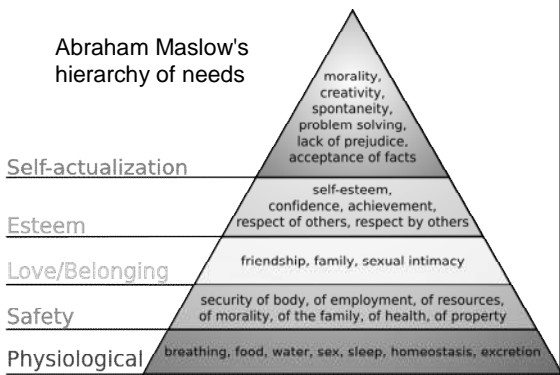 Abraham Maslow's
hierarchy of needs
morality,
creativity,
spontaneity,
problem solving,
lack of prejudice,
acceptance of facts
Self-actualization
self-esteem,
confidence, achievement,
respect of others, respect by others
Esteem
friendship, family, sexual intimacy
Love/Belonging
security of body, of employment, of resources,
of morality, of the family, of health, of property
Safety
breathing, food, water, sex, sleep, homeostasis, excretion
Physiological